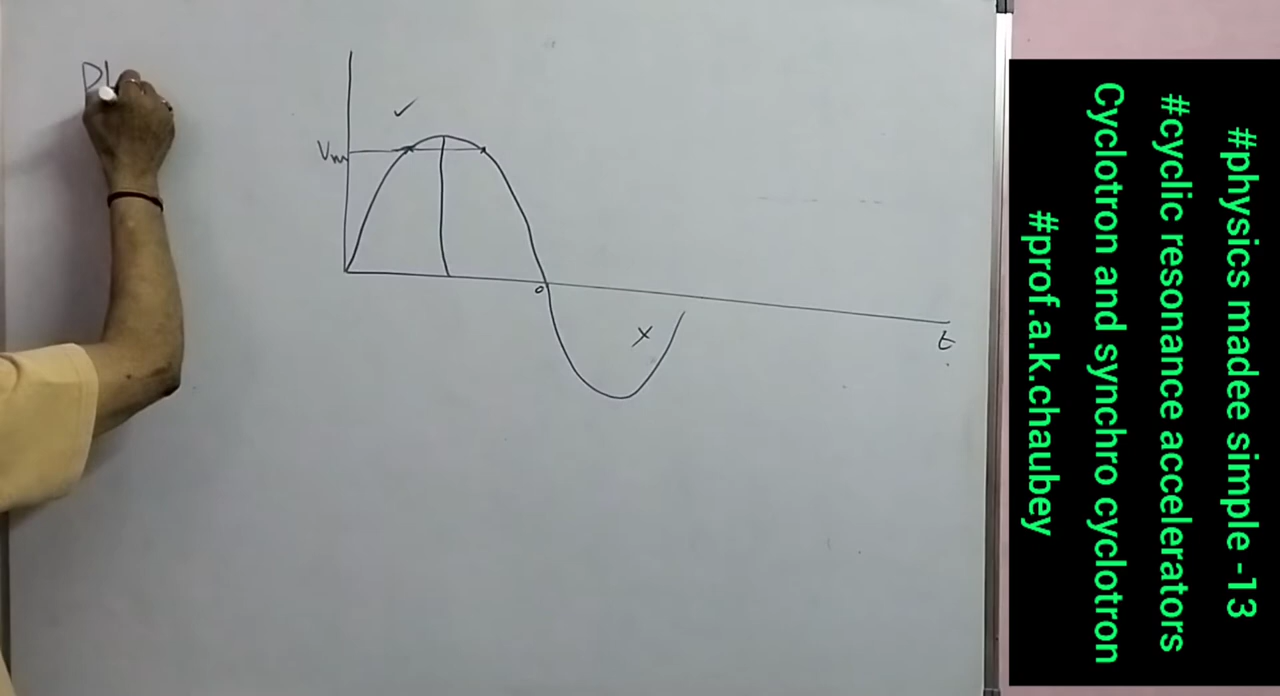 Vm
o
t
#physics madee simple -13
#cyclic resonance accelerators
Cyclotron and synchro cyclotron
#prof.a.k.chaubey